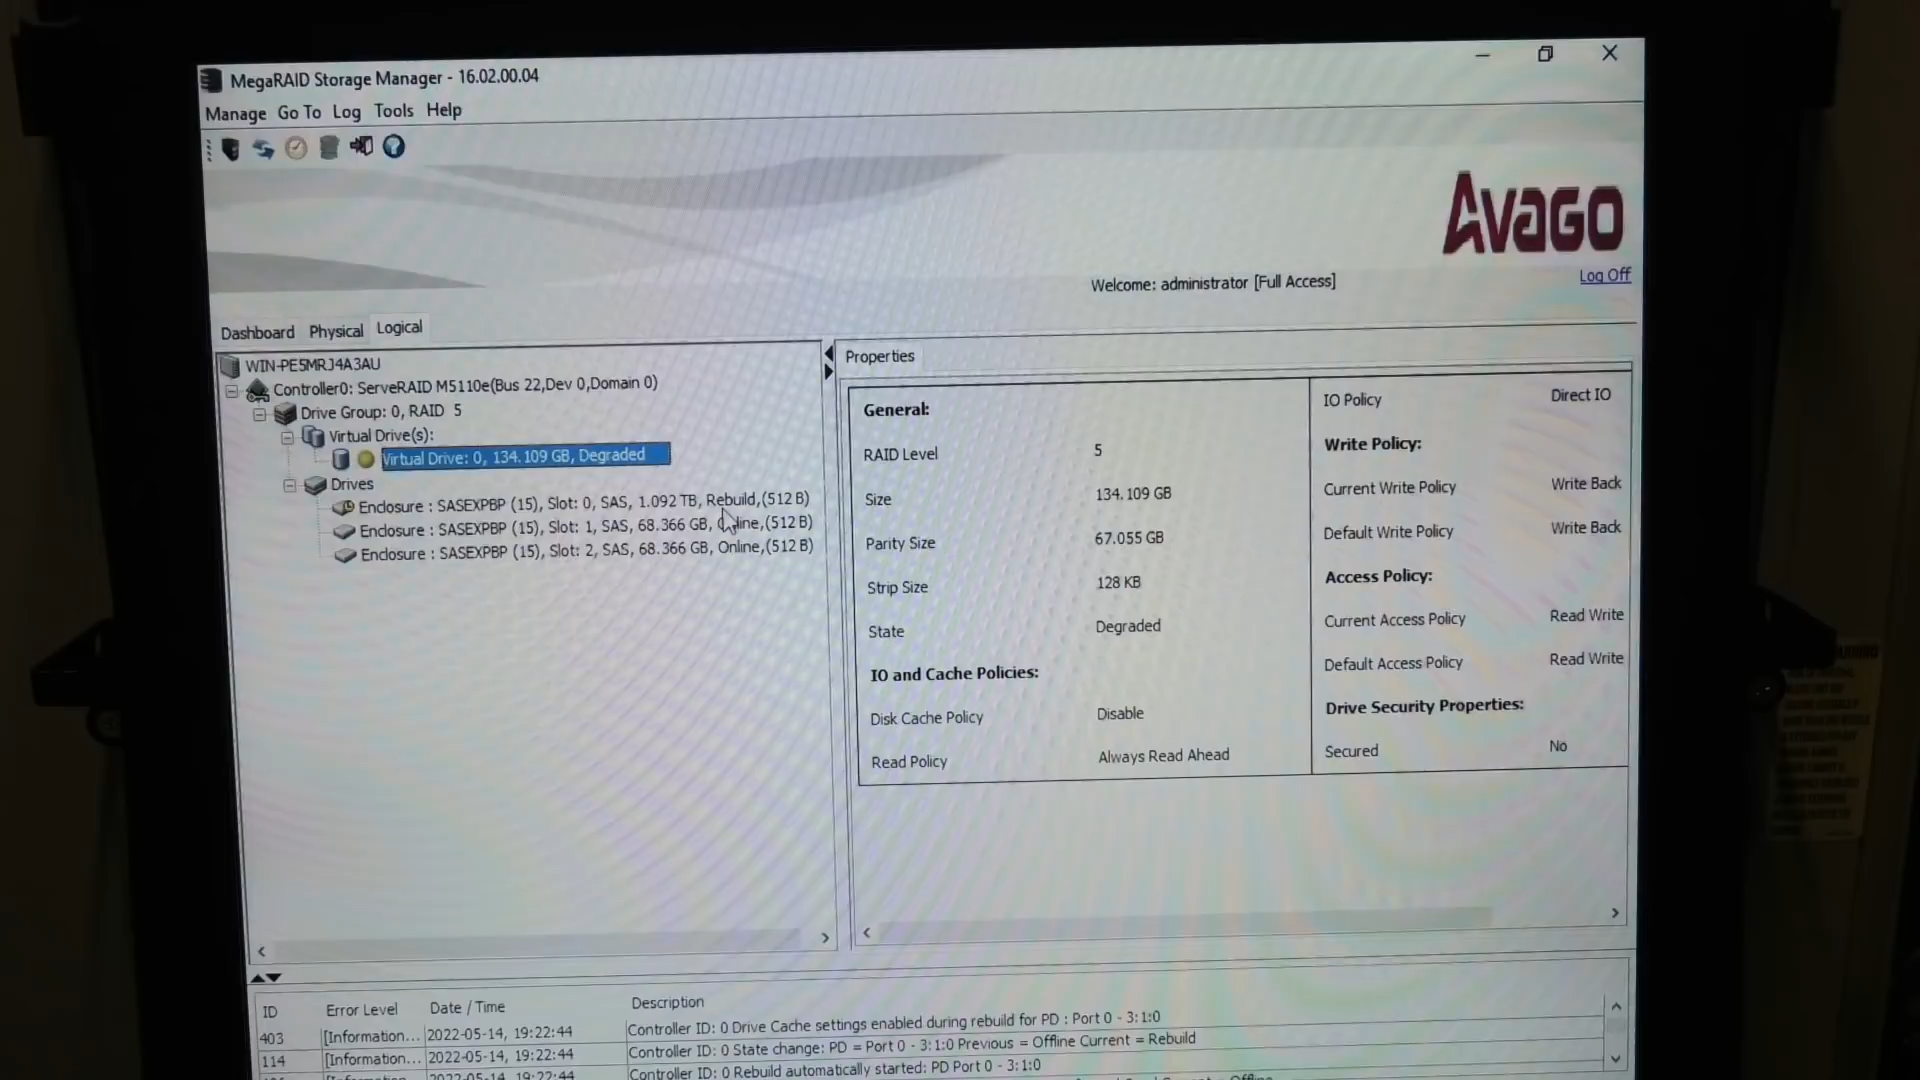 MegaRAID Storage Manager - 16.02.00.04
Manage Go To Log Tools Help
AVAGO
Welcome: administrator [Full Access]
Log Off
Dashboard Physical Logical
WIN-PE5MRJ4A3AU
Controller0: ServeRAID M5110e(Bus 22,Dev 0,Domain 0)
Drive Group: 0, RAID 5
Virtual Drive(s):
Virtual Drive: 0, 134.109 GB, Degraded
Drives
Enclosure : SASEXPBP (15), Slot: 0, SAS, 1.092 TB, Rebuild,(512 B)
Enclosure : SASEXPBP (15), Slot: 1, SAS, 68.366 GB, Online,(512 B)
Enclosure : SASEXPBP (15), Slot: 2, SAS, 68.366 GB, Online,(512 B)
Properties
General:
RAID Level 5
Size 134.109 GB
Parity Size 67.055 GB
Strip Size 128 KB
State Degraded
IO and Cache Policies:
Disk Cache Policy Disable
Read Policy Always Read Ahead
IO Policy Direct IO
Write Policy:
Current Write Policy Write Back
Default Write Policy Write Back
Access Policy:
Current Access Policy Read Write
Default Access Policy Read Write
Drive Security Properties:
Secured No
ID Error Level Date / Time Description
403 [Information... 2022-05-14, 19:22:44 Controller ID: 0 Drive Cache settings enabled during rebuild for PD : Port 0 - 3:1:0
114 [Information... 2022-05-14, 19:22:44 Controller ID: 0 State change: PD = Port 0 - 3:1:0 Previous = Offline Current = Rebuild
[Information... 2022-05-14, 19:22:44 Controller ID: 0 Rebuild automatically started: PD Port 0 - 3:1:0